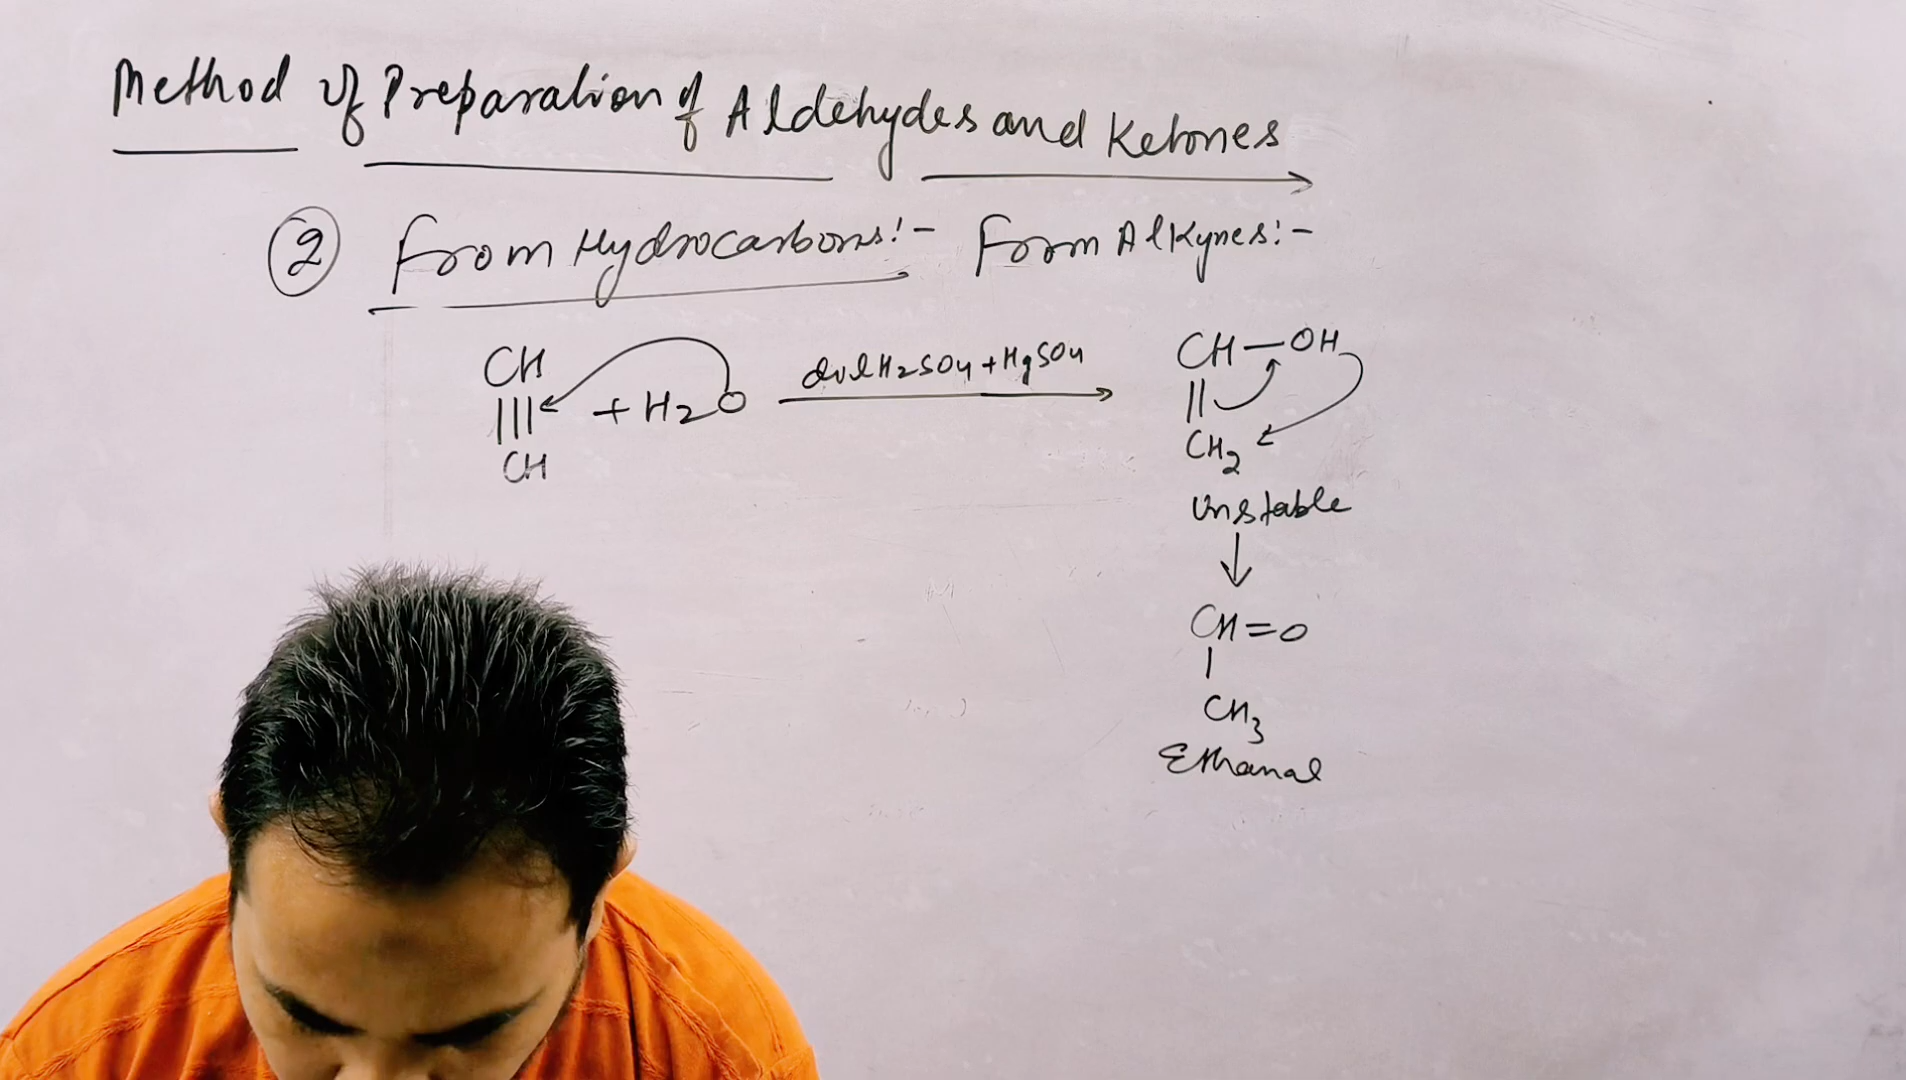 Method of Preparation of Aldehydes and Ketones
② From Hydrocarbons:- From Alkynes:-
CH ||| CH + H2O dil H2SO4 + HgSO4 CH-OH || CH2
Unstable
↓
CH=O
|
CH3
Ethanal